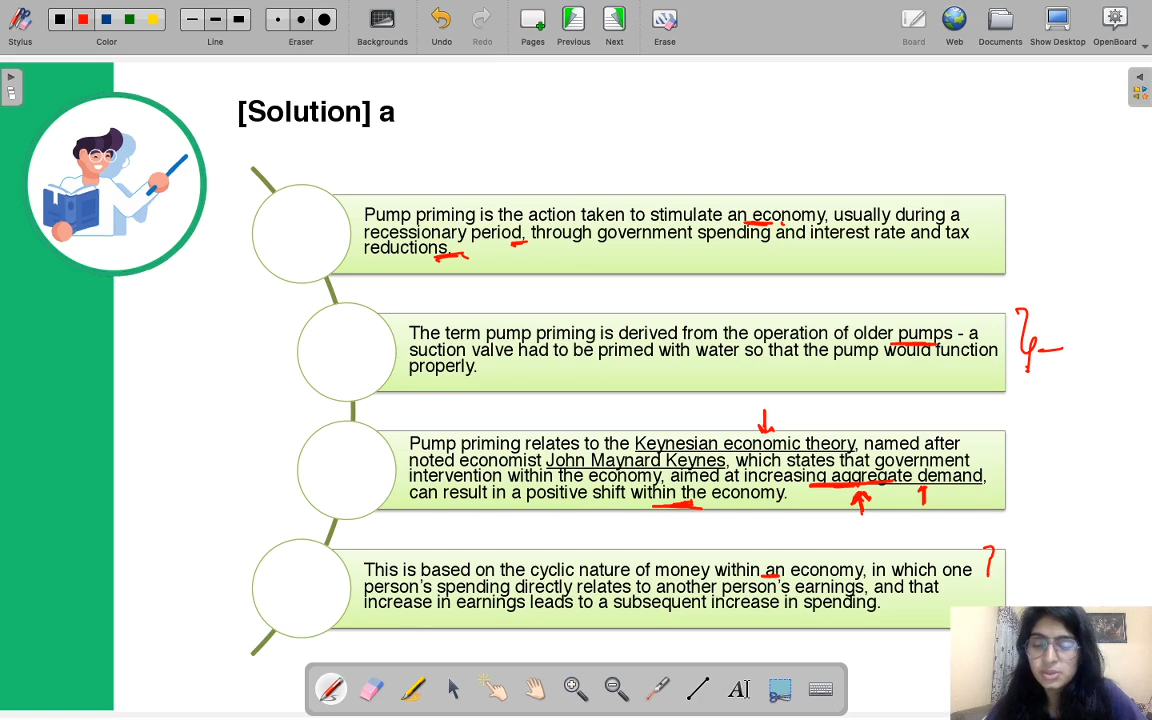 Stylus
Color
Line
Eraser
Backgrounds
Undo
Redo
Pages
Previous
Next
Erase
Board
Web
Documents
Show Desktop
OpenBoard
[Solution] a
Pump priming is the action taken to stimulate an economy, usually during a
recessionary period, through government spending and interest rate and tax
reductions.
The term pump priming is derived from the operation of older pumps - a
suction valve had to be primed with water so that the pump would function
properly.
Pump priming relates to the Keynesian economic theory, named after
noted economist John Maynard Keynes, which states that government
intervention within the economy, aimed at increasing aggregate demand,
can result in a positive shift within the economy.
This is based on the cyclic nature of money within an economy, in which one
person's spending directly relates to another person's earnings, and that
increase in earnings leads to a subsequent increase in spending.